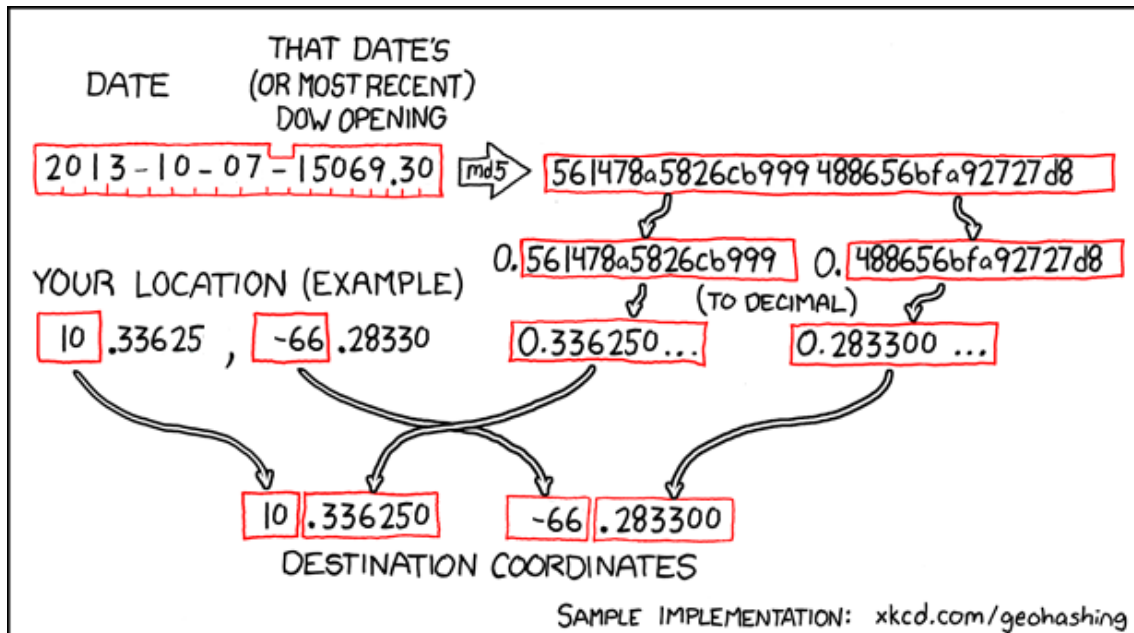 DATE
THAT DATE'S
(OR MOST RECENT)
DOW OPENING
2013-10-07-15069.30
md5
561478a5826cb999488656bfa92727d8
0.561478a5826cb999
0.488656bfa92727d8
YOUR LOCATION (EXAMPLE)
(TO DECIMAL)
10.33625, -66.28330
0.336250...
0.283300...
10.336250
-66.283300
DESTINATION COORDINATES
SAMPLE IMPLEMENTATION: xkcd.com/geohashing